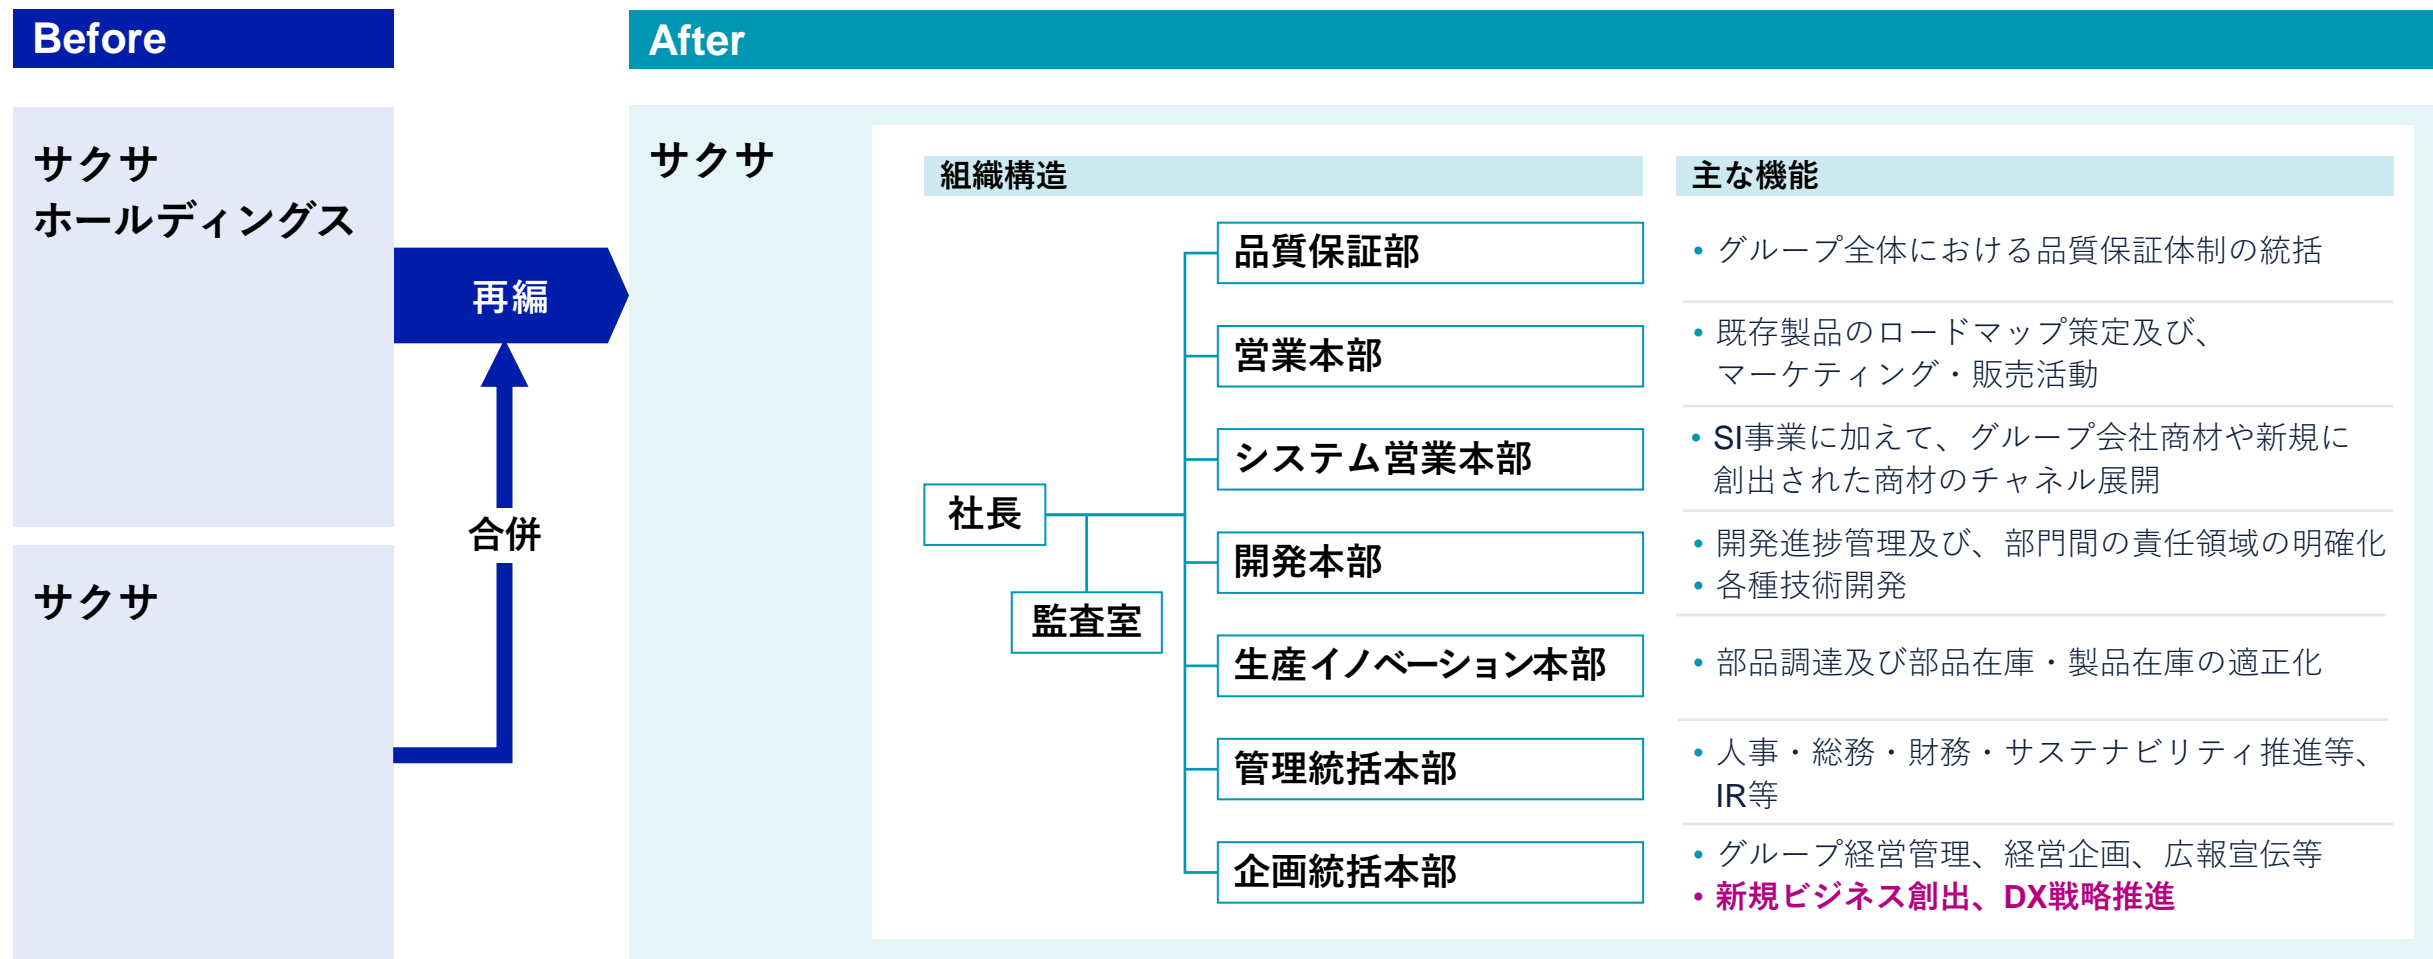 Before
サクサ
ホールディングス
サクサ
再編
合併
After
サクサ
組織構造
社長
監査室
品質保証部
営業本部
システム営業本部
開発本部
生産イノベーション本部
管理統括本部
企画統括本部
主な機能
• グループ全体における品質保証体制の統括
• 既存製品のロードマップ策定及び、
マーケティング・販売活動
• SI事業に加えて、グループ会社商材や新規に
創出された商材のチャネル展開
• 開発進捗管理及び、部門間の責任領域の明確化
• 各種技術開発
• 部品調達及び部品在庫・製品在庫の適正化
• 人事・総務・財務・サステナビリティ推進等、
IR等
• グループ経営管理、経営企画、広報宣伝等
• 新規ビジネス創出、DX戦略推進